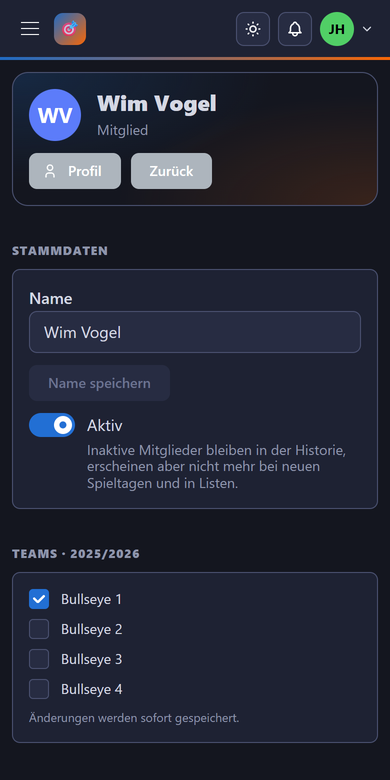 JH
WV
Wim Vogel
Mitglied
Profil
Zurück
STAMMDATEN
Name
Wim Vogel
Name speichern
Aktiv
Inaktive Mitglieder bleiben in der Historie,
erscheinen aber nicht mehr bei neuen
Spieltagen und in Listen.
TEAMS · 2025/2026
Bullseye 1
Bullseye 2
Bullseye 3
Bullseye 4
Änderungen werden sofort gespeichert.